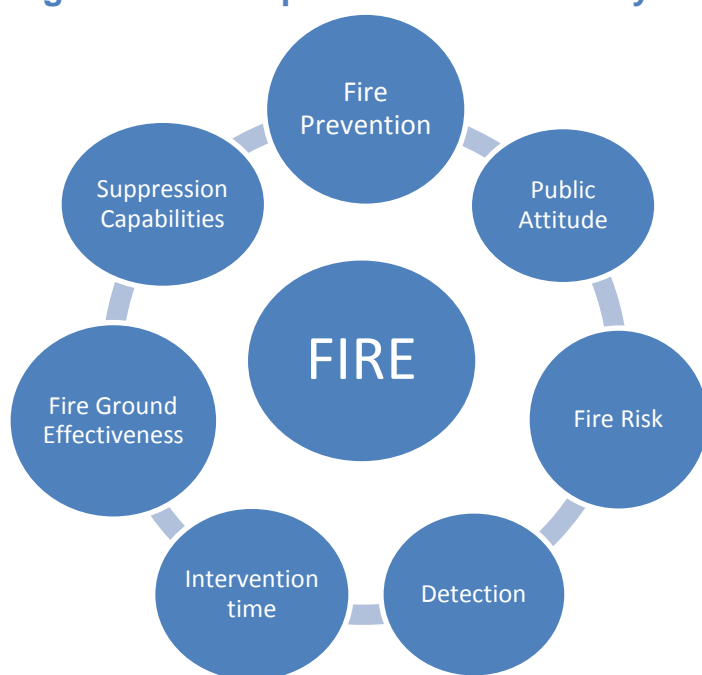 Fire
Prevention
Public
Attitude
Fire Risk
Detection
Intervention
time
Fire Ground
Effectiveness
Suppression
Capabilities
FIRE